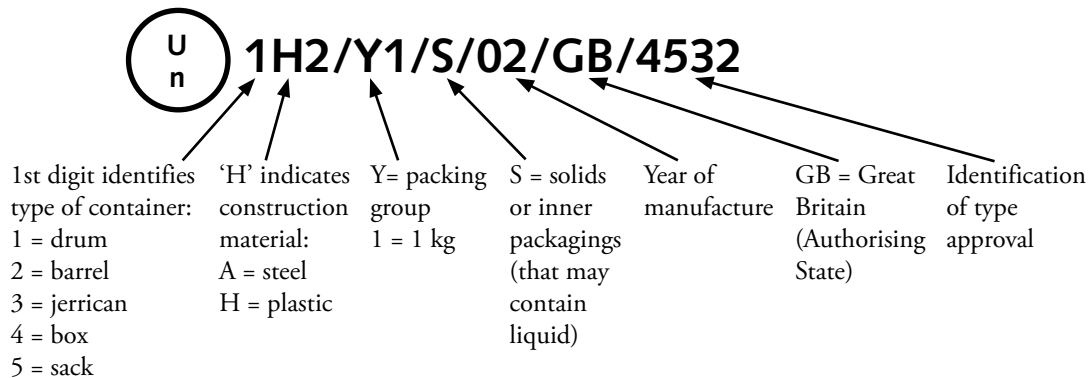 U
n
1H2/Y1/S/02/GB/4532
1st digit identifies
type of container:
1 = drum
2 = barrel
3 = jerrican
4 = box
5 = sack
‘H’ indicates
construction
material:
A = steel
H = plastic
Y= packing
group
1 = 1 kg
S = solids
or inner
packagings
(that may
contain
liquid)
Year of
manufacture
GB = Great
Britain
(Authorising
State)
Identification
of type
approval